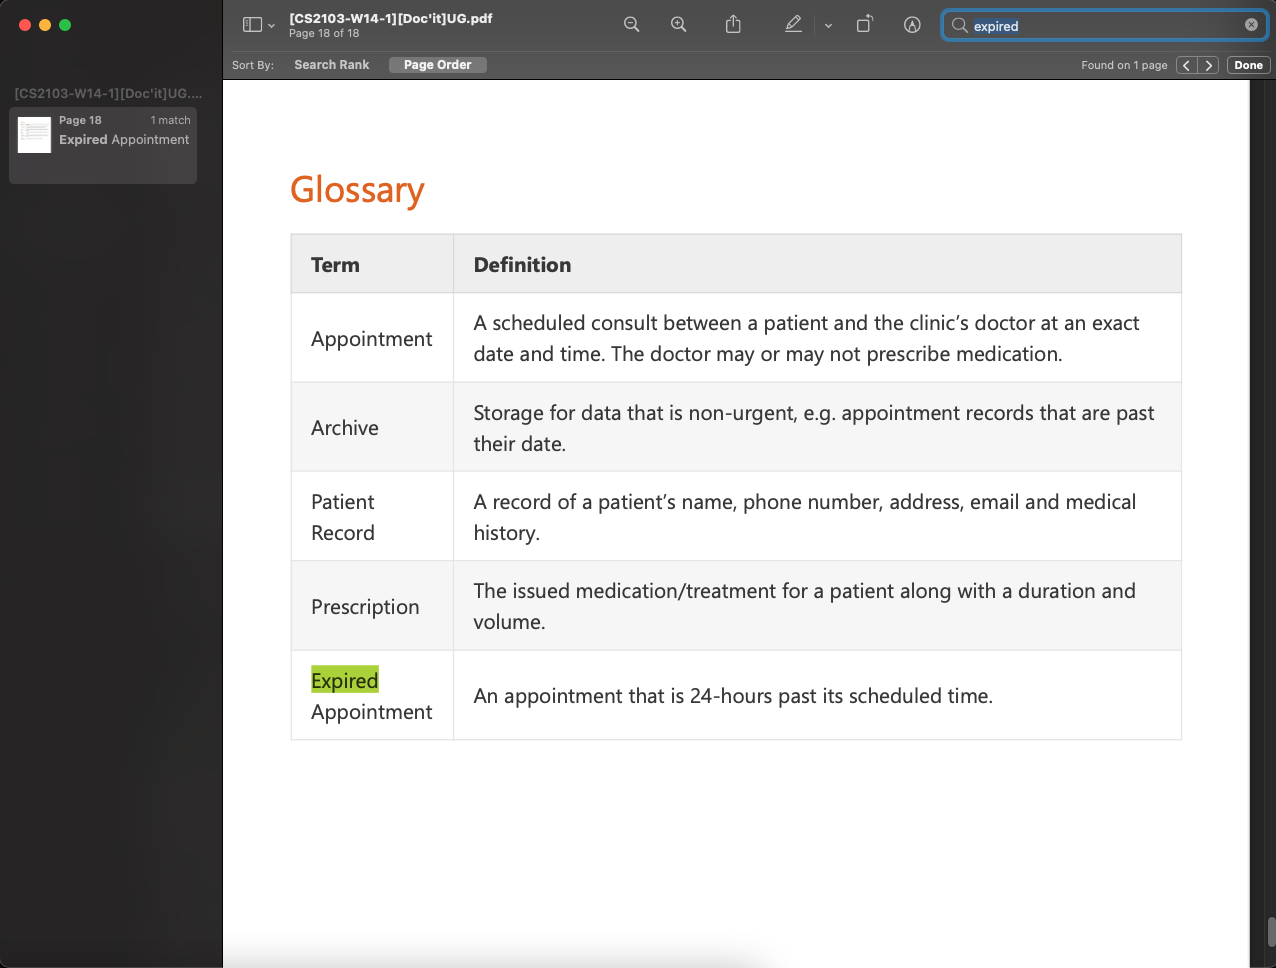 [CS2103-W14-1][Doc'it]UG.pdf
Page 18 of 18
expired
Sort By:
Search Rank
Page Order
Found on 1 page
Done
[CS2103-W14-1][Doc'it]UG....
Page 18
1 match
Expired Appointment
Glossary
Term
Definition
Appointment
A scheduled consult between a patient and the clinic’s doctor at an exact
date and time. The doctor may or may not prescribe medication.
Archive
Storage for data that is non-urgent, e.g. appointment records that are past
their date.
Patient
Record
A record of a patient’s name, phone number, address, email and medical
history.
Prescription
The issued medication/treatment for a patient along with a duration and
volume.
Expired
Appointment
An appointment that is 24-hours past its scheduled time.